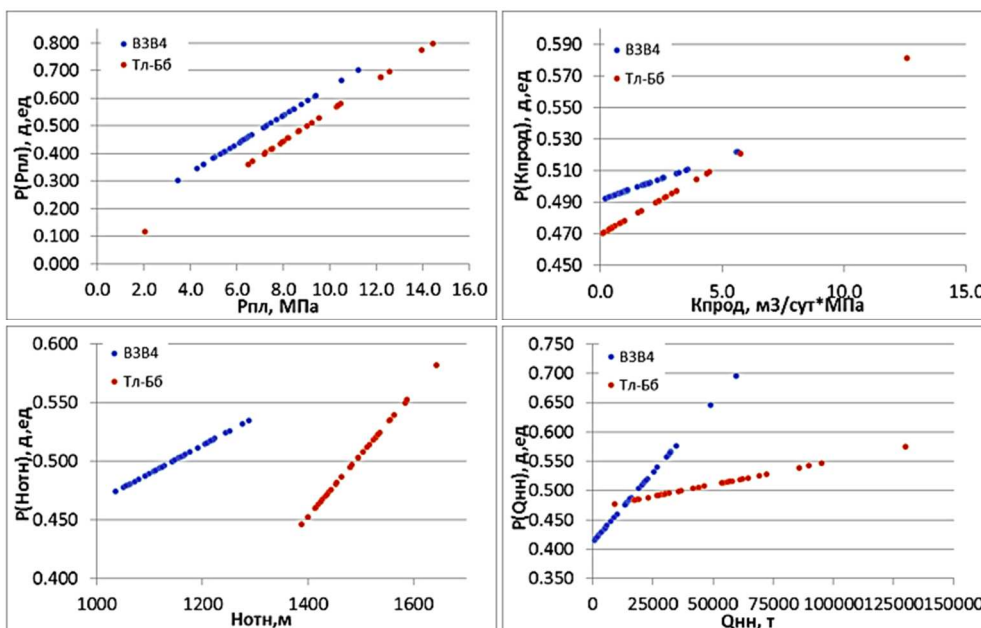 P(Рпл), д,ед
0.800
0.700
0.600
0.500
0.400
0.300
0.200
0.100
0.000
В3В4
Тл-Бб
0.0 2.0 4.0 6.0 8.0 10.0 12.0 14.0 16.0
Рпл, МПа
P(Кпрод), д,ед
0.590
0.570
0.550
0.530
0.510
0.490
0.470
0.450
В3В4
Тл-Бб
0.0 5.0 10.0 15.0
Кпрод, м3/сут*МПа
P(Нотн), д,ед
0.600
0.550
0.500
0.450
0.400
В3В4
Тл-Бб
1000 1200 1400 1600
Нотн,м
P(Qнн), д,ед
0.750
0.700
0.650
0.600
0.550
0.500
0.450
0.400
0.350
В3В4
Тл-Бб
0 25000 50000 75000 100000 125000 150000
Qнн, т